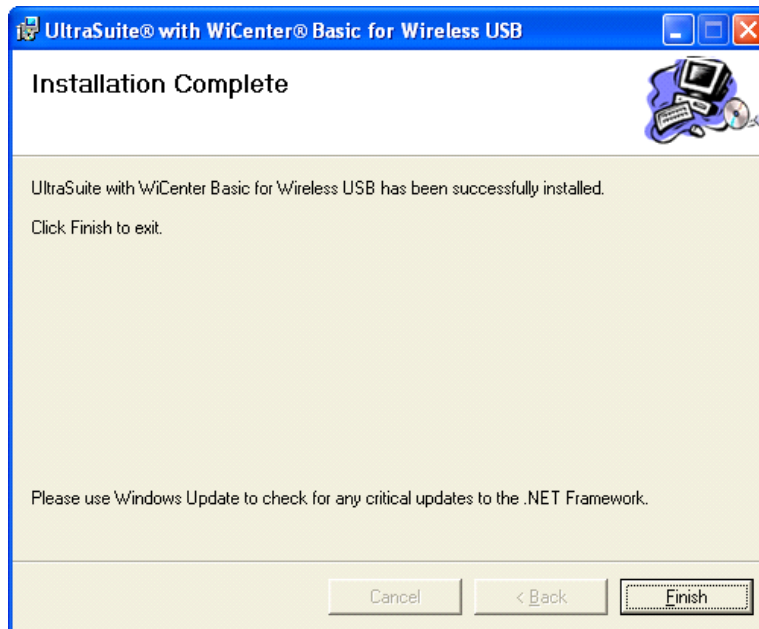 UltraSuite® with WiCenter® Basic for Wireless USB
Installation Complete
UltraSuite with WiCenter Basic for Wireless USB has been successfully installed.
Click Finish to exit.
Please use Windows Update to check for any critical updates to the .NET Framework.
Cancel
< Back
Finish